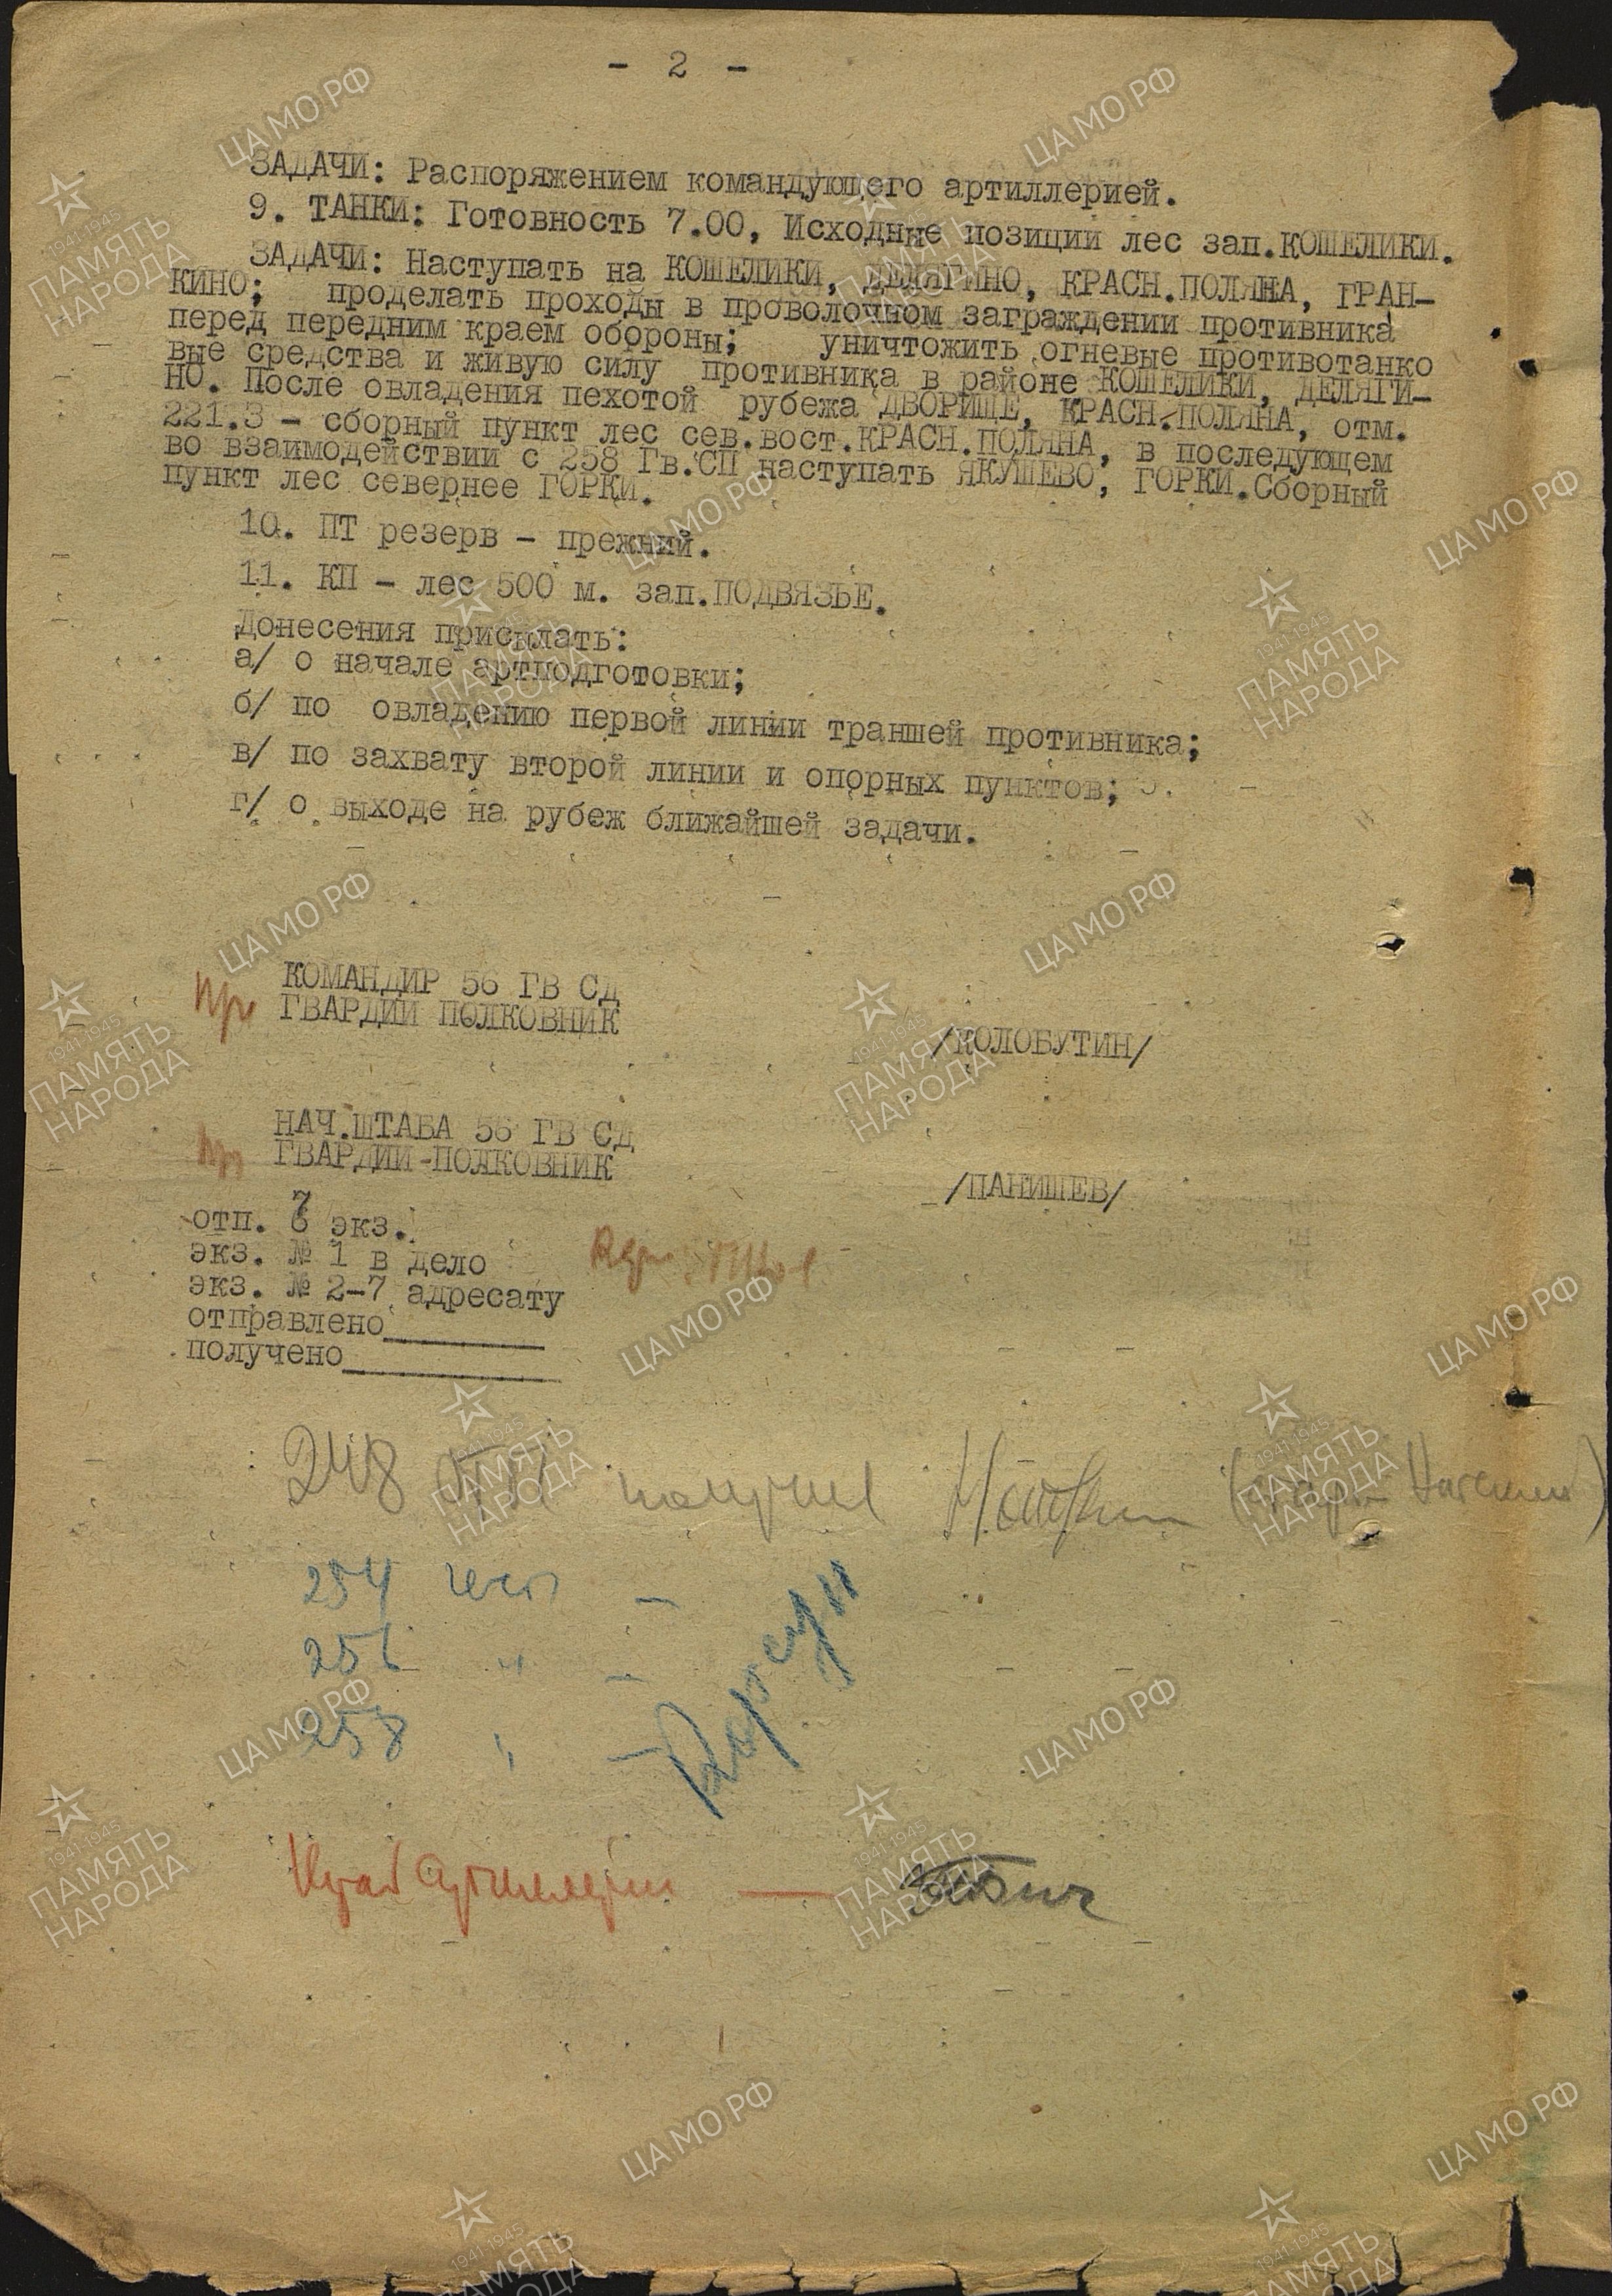 - 2 -
ЗАДАЧИ: Распоряжением командующего артиллерией.
9. ТАНКИ: Готовность 7.00, Исходные позиции лес зап.КОШЕЛИКИ.
ЗАДАЧИ: Наступать на КОШЕЛИКИ, ДЕЛЯГИНО, КРАСН.ПОЛЯНА, ГРАН-
КИНО; проделать проходы в проволочном заграждении противника
перед передним краем обороны; уничтожить огневые противотанко
вые средства и живую силу противника в районе КОШЕЛИКИ, ДЕЛЯГИ-
НО. После овладения пехотой рубежа ДВОРИЩЕ, КРАСН.ПОЛЯНА, отм.
221.3 - сборный пункт лес сев.вост.КРАСН.ПОЛЯНА, в последующем
во взаимодействии с 258 Гв.СП наступать ЯКУШЕВО, ГОРКИ.Сборный
пункт лес севернее ГОРКИ.
10. ПТ резерв - прежний.
11. КП - лес 500 м. зап.ПОДВЯЗЬЕ.
Донесения присылать:
а/ о начале артподготовки;
б/ по овладению первой линии траншей противника;
в/ по захвату второй линии и опорных пунктов;
г/ о выходе на рубеж ближайшей задачи.
КОМАНДИР 56 ГВ СД
ГВАРДИИ ПОЛКОВНИК
/КОЛОБУТИН/
НАЧ.ШТАБА 56 ГВ СД
ГВАРДИИ-ПОЛКОВНИК
/ПАНИШЕВ/
отп. 7 экз.
экз. № 1 в дело
экз. № 2-7 адресату
отправлено
получено
248 получил
254
256 "
258 "